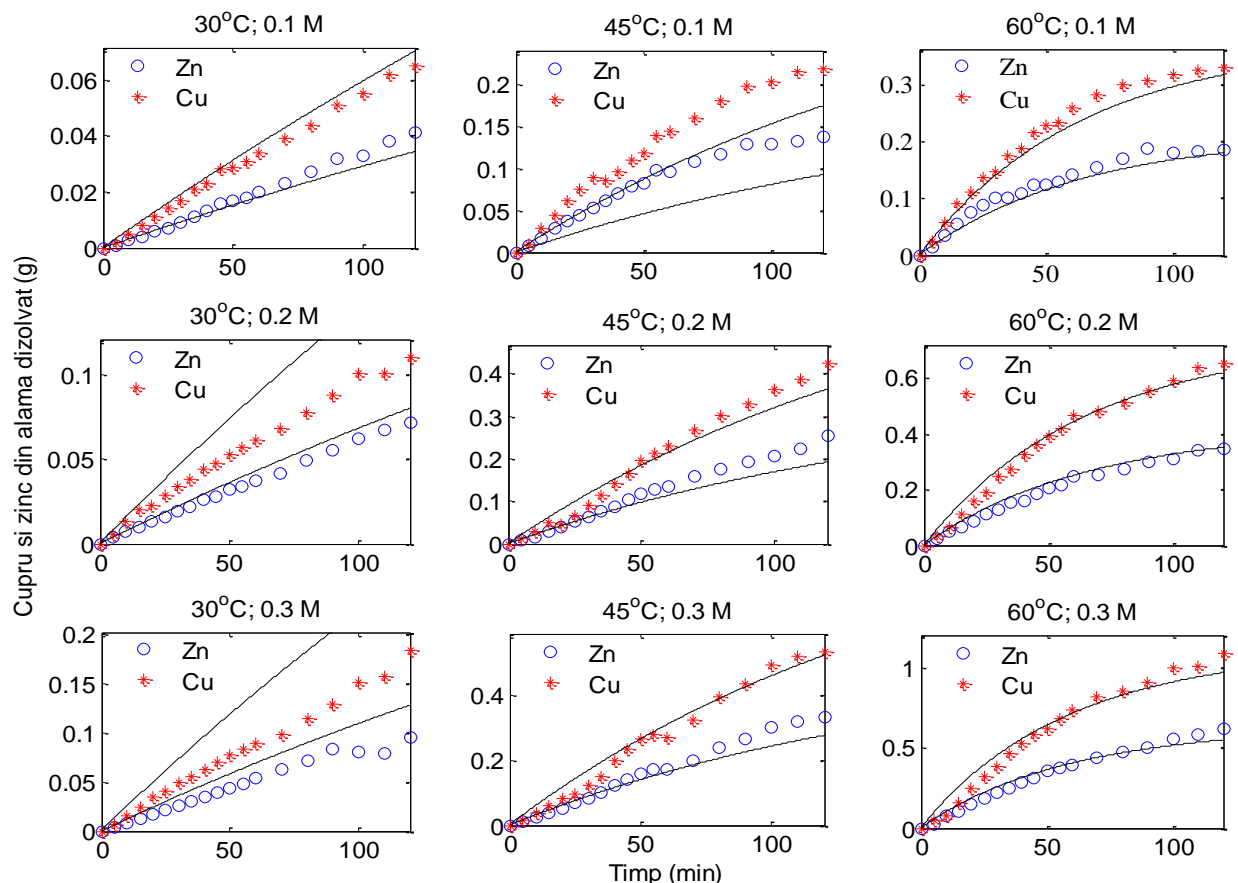 30°C; 0.1 M
45°C; 0.1 M
60°C; 0.1 M
0.06
0.04
0.02
0
Zn
Cu
0 50 100
0.2
0.15
0.1
0.05
0
Zn
Cu
0 50 100
0.3
0.2
0.1
0
Zn
Cu
0 50 100
Cupru si zinc din alama dizolvat (g)
30°C; 0.2 M
45°C; 0.2 M
60°C; 0.2 M
0.1
0.05
0
Zn
Cu
0 50 100
0.4
0.3
0.2
0.1
0
Zn
Cu
0 50 100
0.6
0.4
0.2
0
Zn
Cu
0 50 100
30°C; 0.3 M
45°C; 0.3 M
60°C; 0.3 M
0.2
0.15
0.1
0.05
0
Zn
Cu
0 50 100
0.4
0.2
0
Zn
Cu
0 50 100
1
0.5
0
Zn
Cu
0 50 100
Timp (min)